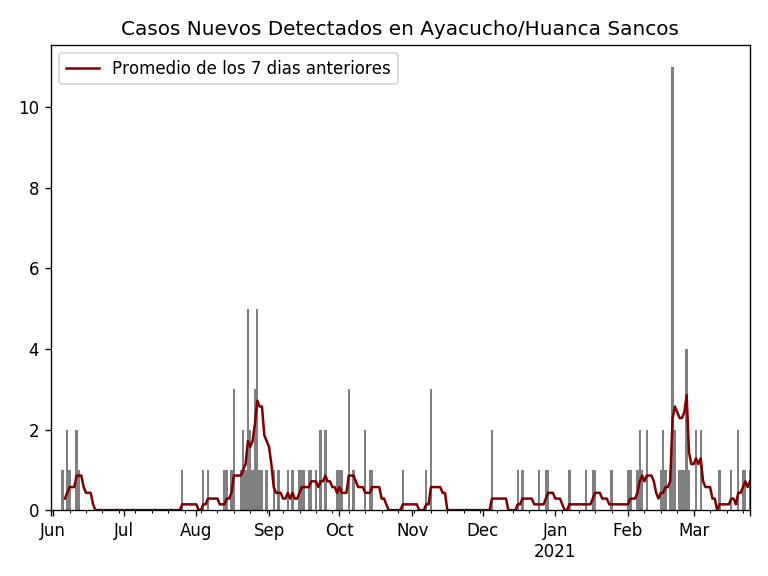 Casos Nuevos Detectados en Ayacucho/Huanca Sancos
Promedio de los 7 dias anteriores
10
8
6
4
2
0
Jun Jul Aug Sep Oct Nov Dec Jan Feb Mar
2021